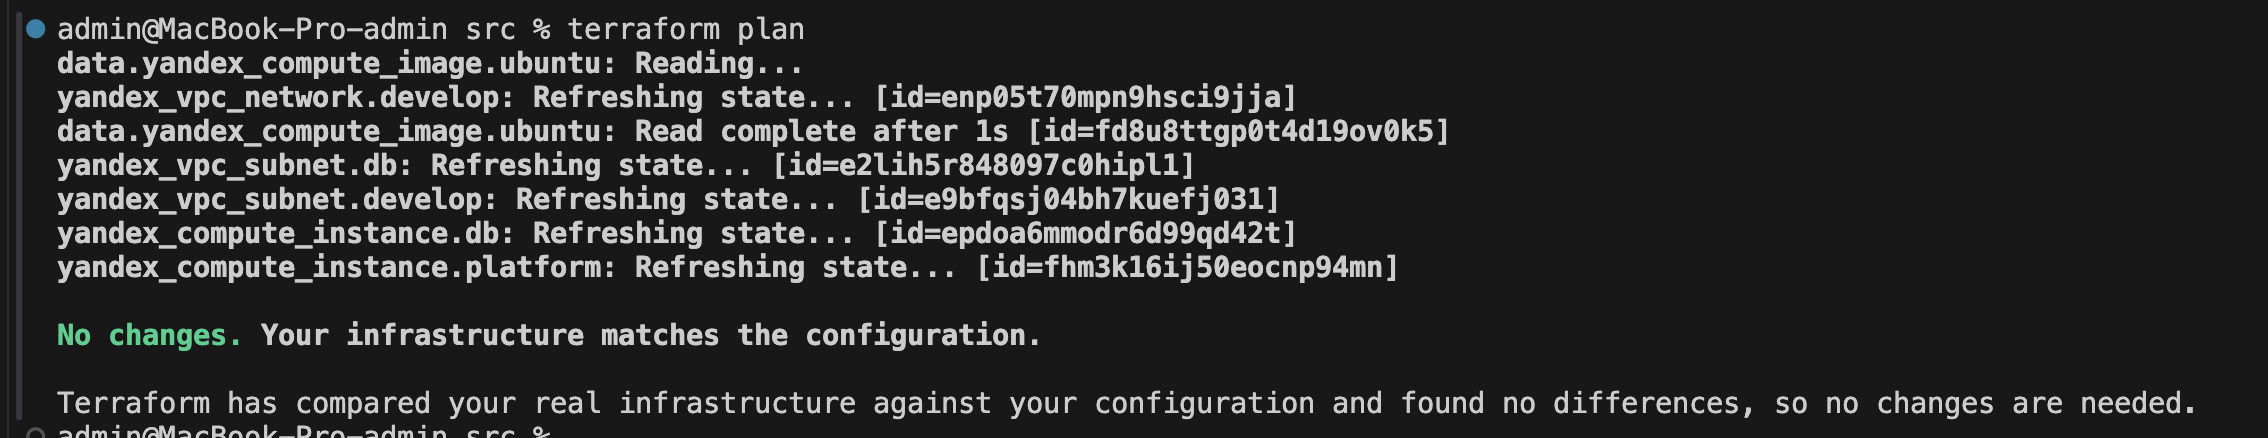 admin@MacBook-Pro-admin src % terraform plan
data.yandex_compute_image.ubuntu: Reading...
yandex_vpc_network.develop: Refreshing state... [id=enp05t70mpn9hsci9jja]
data.yandex_compute_image.ubuntu: Read complete after 1s [id=fd8u8ttgp0t4d19ov0k5]
yandex_vpc_subnet.db: Refreshing state... [id=e2lih5r848097c0hipl1]
yandex_vpc_subnet.develop: Refreshing state... [id=e9bfqsj04bh7kuefj031]
yandex_compute_instance.db: Refreshing state... [id=epdoa6mmodr6d99qd42t]
yandex_compute_instance.platform: Refreshing state... [id=fhm3k16ij50eocnp94mn]
No changes. Your infrastructure matches the configuration.
Terraform has compared your real infrastructure against your configuration and found no differences, so no changes are needed.
admin@MacBook-Pro-admin src %